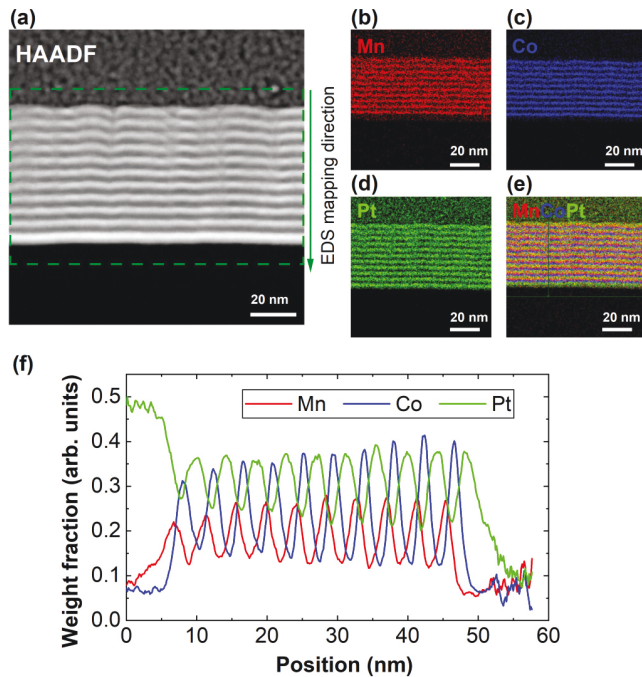 (a)
HAADF
EDS mapping direction
20 nm
(b)
Mn
20 nm
(c)
Co
20 nm
(d)
Pt
20 nm
(e)
MnCoPt
20 nm
(f)
Mn Co Pt
Weight fraction (arb. units)
0.5
0.4
0.3
0.2
0.1
0.0
0 10 20 30 40 50 60
Position (nm)